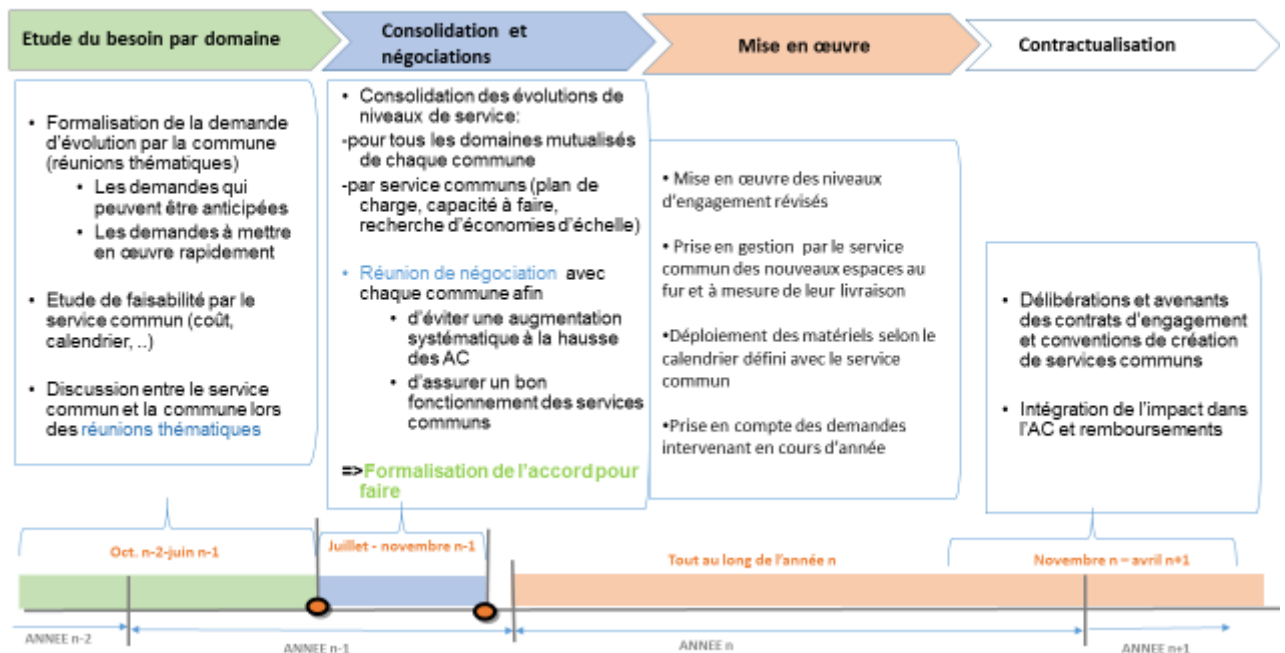 Etude du besoin par domaine
Consolidation et
négociations
Mise en œuvre
Contractualisation
• Formalisation de la demande
d'évolution par la commune
(réunions thématiques)
• Les demandes qui
peuvent être anticipées
• Les demandes à mettre
en œuvre rapidement
• Etude de faisabilité par le
service commun (coût,
calendrier, ..)
• Discussion entre le service
commun et la commune lors
des réunions thématiques
• Consolidation des évolutions de
niveaux de service:
-pour tous les domaines mutualisés
de chaque commune
-par service communs (plan de
charge, capacité à faire,
recherche d'économies d'échelle)
• Réunion de négociation avec
chaque commune afin
• d'éviter une augmentation
systématique à la hausse
des AC
• d'assurer un bon
fonctionnement des services
communs
=>Formalisation de l'accord pour
faire
• Mise en œuvre des niveaux
d'engagement révisés
• Prise en gestion par le service
commun des nouveaux espaces au
fur et à mesure de leur livraison
•Déploiement des matériels selon le
calendrier défini avec le service
commun
•Prise en compte des demandes
intervenant en cours d'année
• Délibérations et avenants
des contrats d'engagement
et conventions de création
de services communs
• Intégration de l'impact dans
l'AC et remboursements
Oct. n-2-juin n-1
Juillet - novembre n-1
Tout au long de l'année n
Novembre n – avril n+1
ANNEE n-2
ANNEE n-1
ANNEE n
ANNEE n+1